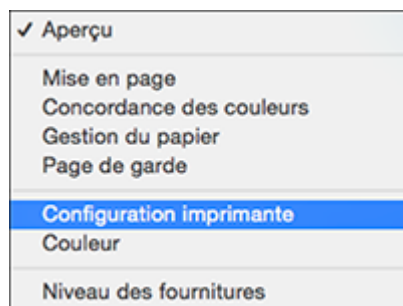 ✓ Aperçu
Mise en page
Concordance des couleurs
Gestion du papier
Page de garde
Configuration imprimante
Couleur
Niveau des fournitures